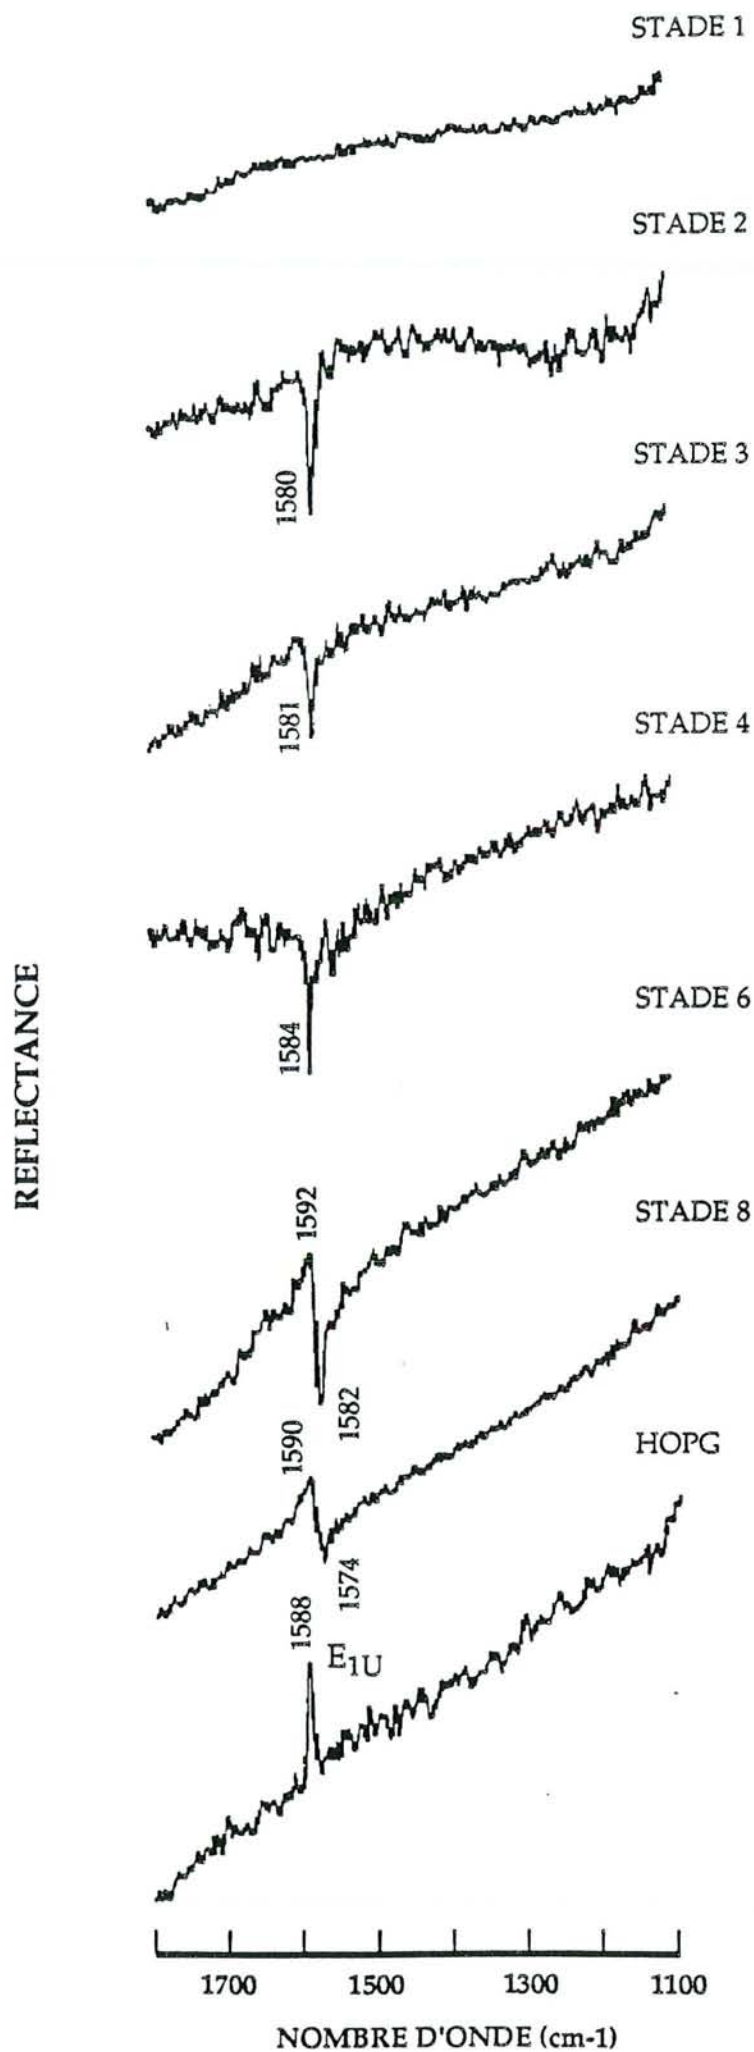 STADE 1
STADE 2
1580
STADE 3
1581
STADE 4
1584
STADE 6
1592
1582
STADE 8
1590
1574
HOPG
1588
E1U
REFLECTANCE
1700 1500 1300 1100
NOMBRE D'ONDE (cm-1)